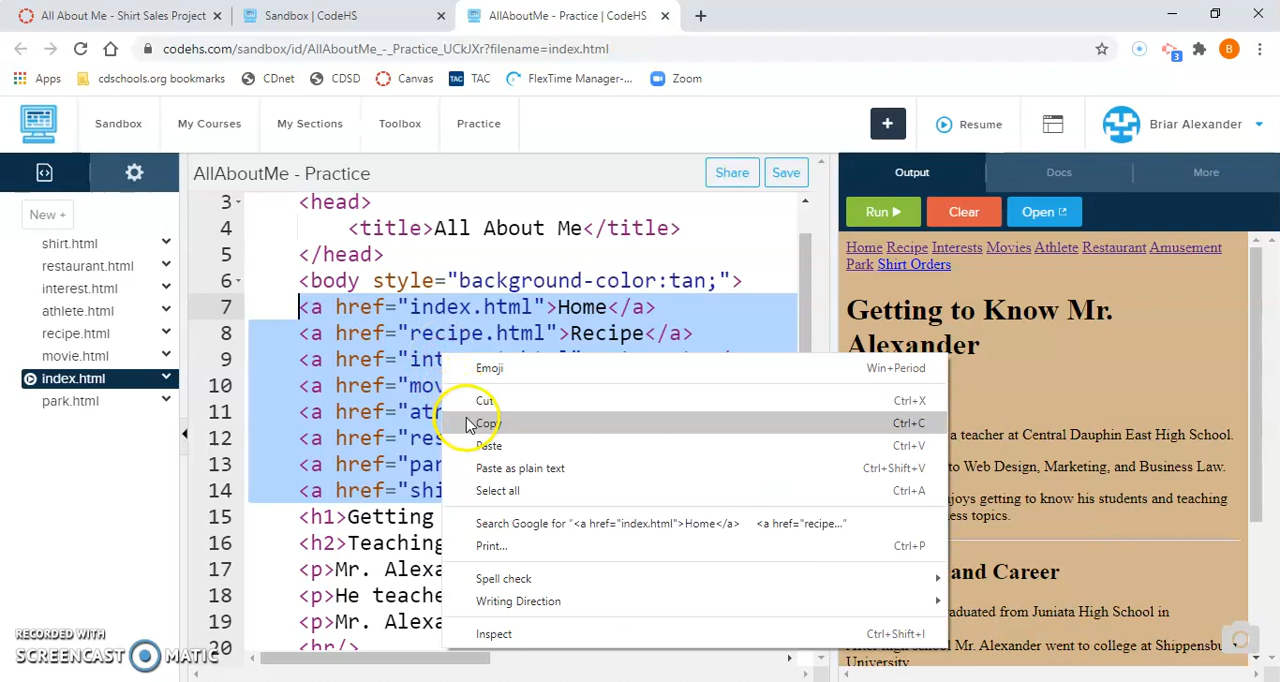 All About Me - Shirt Sales Project
Sandbox | CodeHS
AllAboutMe - Practice | CodeHS
codehs.com/sandbox/id/AllAboutMe_-_Practice_UCkJXr?filename=index.html
B
3
Apps
cdschools.org bookmarks
CDnet
CDSD
Canvas
TAC TAC
FlexTime Manager-...
Zoom
Sandbox
My Courses
My Sections
Toolbox
Practice
+
Resume
Briar Alexander
AllAboutMe - Practice
Share
Save
Output
Docs
More
New +
Run
Clear
Open
shirt.html
restaurant.html
interest.html
athlete.html
recipe.html
movie.html
index.html
park.html
3 <head>
4 <title>All About Me</title>
5 </head>
6 <body style="background-color:tan;">
7 <a href="index.html">Home</a>
8 <a href="recipe.html">Recipe</a>
9 <a href="int
10 <a href="mov
11 <a href="at
12 <a href="res
13 <a href="par
14 <a href="shi
15 <h1>Getting
16 <h2>Teaching
17 <p>Mr. Alexa
18 <p>He teache
19 <p>Mr. Alexa
20 <hr/>
Emoji Win+Period
Cut Ctrl+X
Copy Ctrl+C
Paste Ctrl+V
Paste as plain text Ctrl+Shift+V
Select all Ctrl+A
Search Google for "<a href="index.html">Home</a> <a href="recipe..."
Print... Ctrl+P
Spell check
Writing Direction
Inspect Ctrl+Shift+I
Home Recipe Interests Movies Athlete Restaurant Amusement
Park Shirt Orders
Getting to Know Mr.
Alexander
a teacher at Central Dauphin East High School.
to Web Design, Marketing, and Business Law.
njoys getting to know his students and teaching
ess topics.
and Career
raduated from Juniata High School in
After high school Mr. Alexander went to college at Shippensburg
University
RECORDED WITH
SCREENCAST MATIC